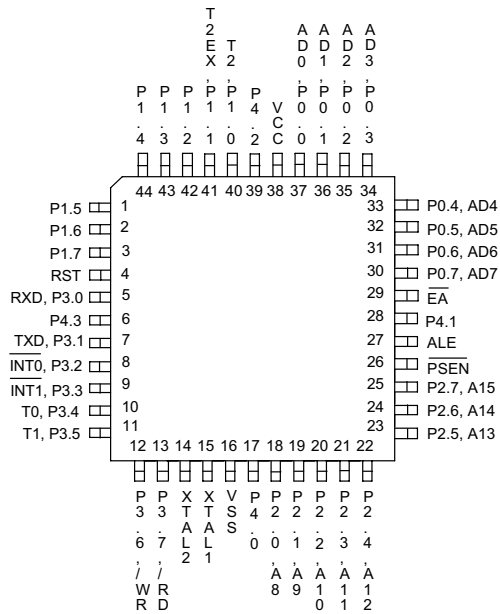 T2EX,P1.1
T2,P1.0
AD0,P0.0
AD1,P0.1
AD2,P0.2
AD3,P0.3
P1.4
P1.3
P1.2
P4.2
VCC
44 43 42 41 40 39 38 37 36 35 34
P1.5 1
P1.6 2
P1.7 3
RST 4
RXD, P3.0 5
P4.3 6
TXD, P3.1 7
INT0, P3.2 8
INT1, P3.3 9
T0, P3.4 10
T1, P3.5 11
33 P0.4, AD4
32 P0.5, AD5
31 P0.6, AD6
30 P0.7, AD7
29 EA
28 P4.1
27 ALE
26 PSEN
25 P2.7, A15
24 P2.6, A14
23 P2.5, A13
12 13 14 15 16 17 18 19 20 21 22
P3.6,/WR
P3.7,/RD
XTAL2
XTAL1
VSS
P4.0
P2.0,A8
P2.1,A9
P2.2,A10
P2.3,A11
P2.4,A12